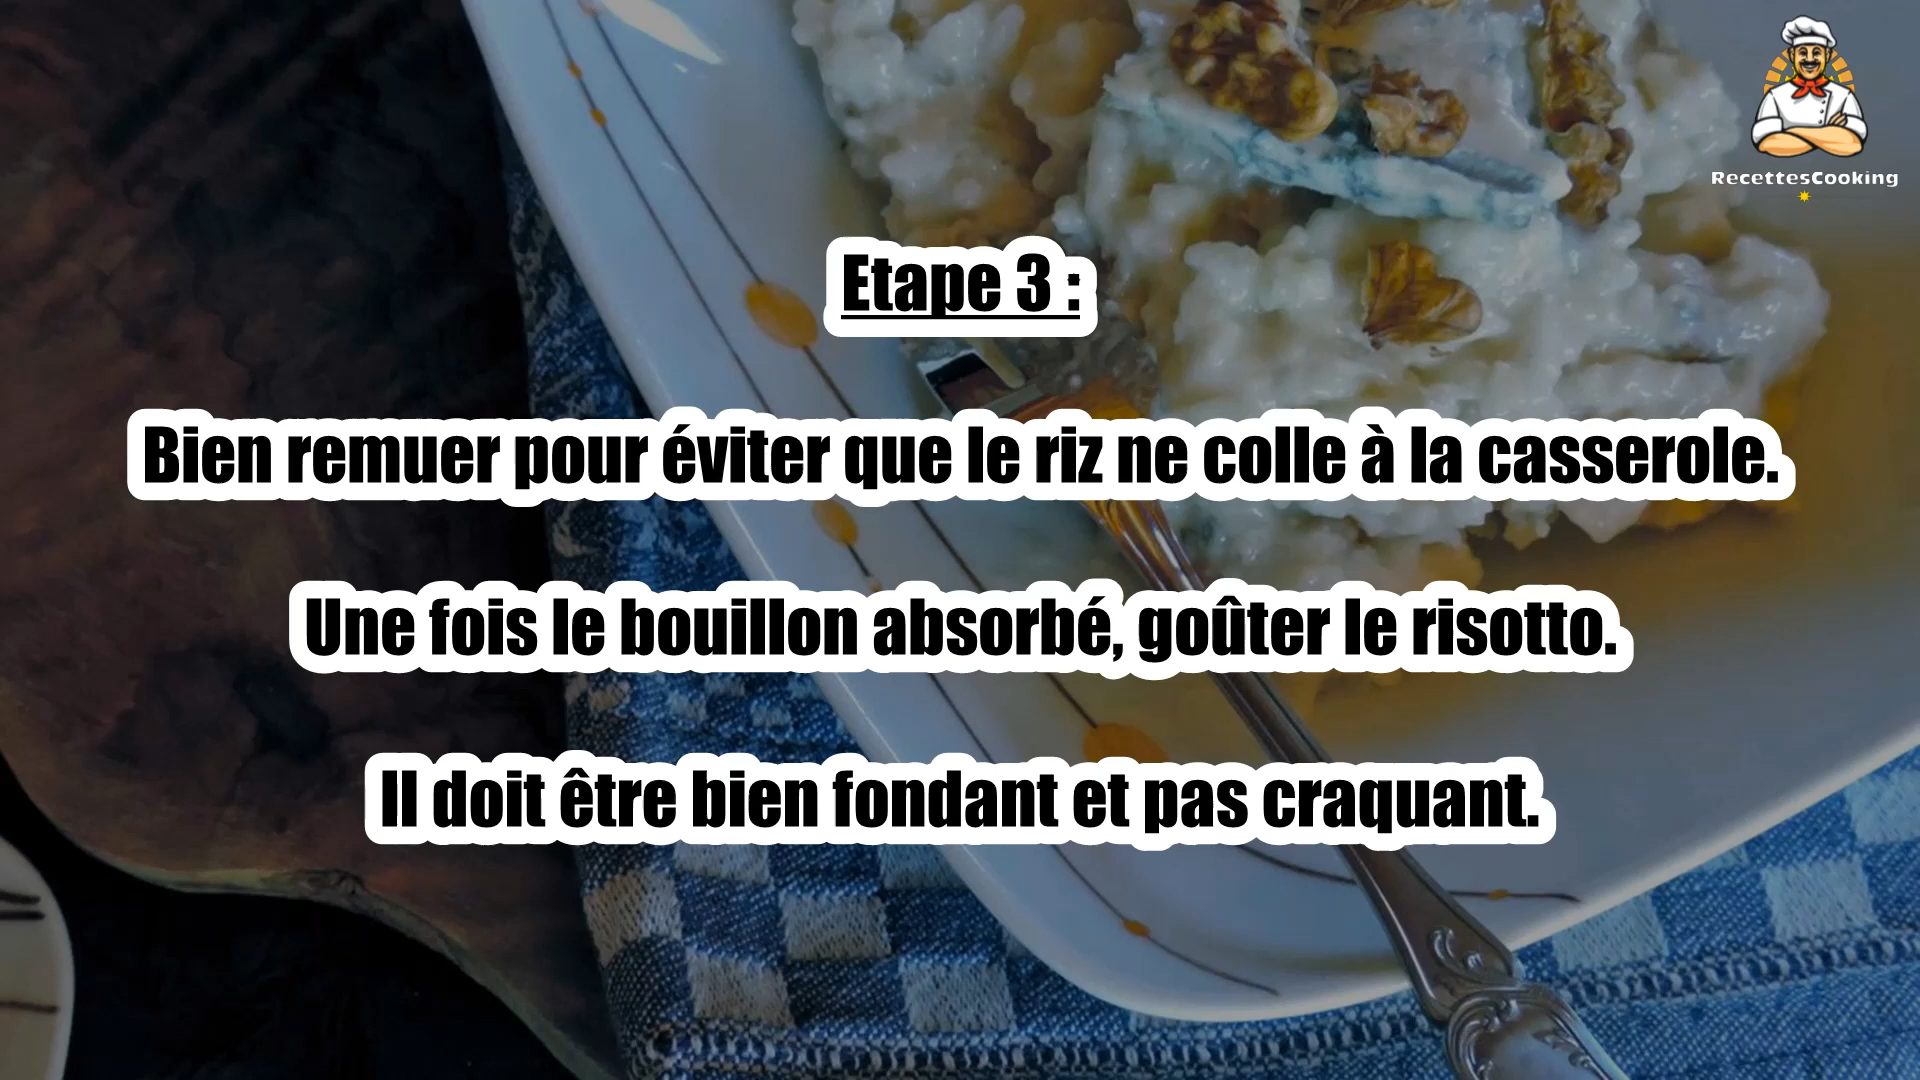 RecettesCooking
Etape 3 :
Bien remuer pour éviter que le riz ne colle à la casserole.
Une fois le bouillon absorbé, goûter le risotto.
Il doit être bien fondant et pas craquant.